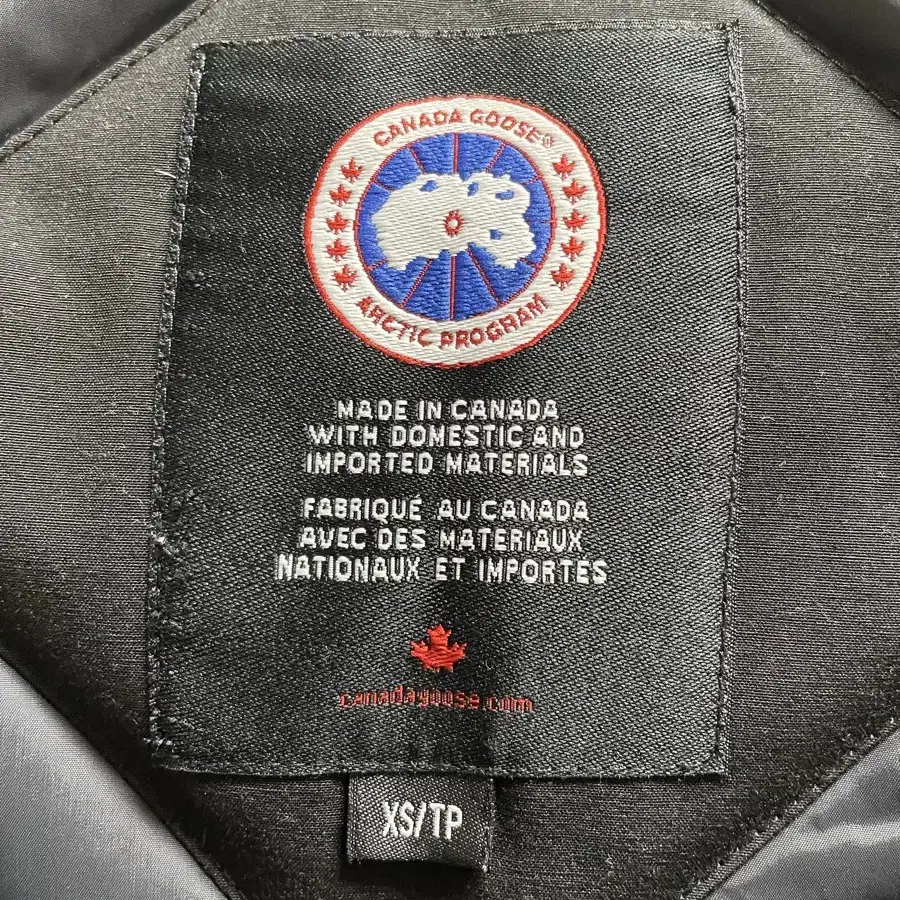 CANADA GOOSE®
ARCTIC PROGRAM
MADE IN CANADA
WITH DOMESTIC AND
IMPORTED MATERIALS
FABRIQUÉ AU CANADA
AVEC DES MATERIAUX
NATIONAUX ET IMPORTES
canadagoose.com
XS/TP